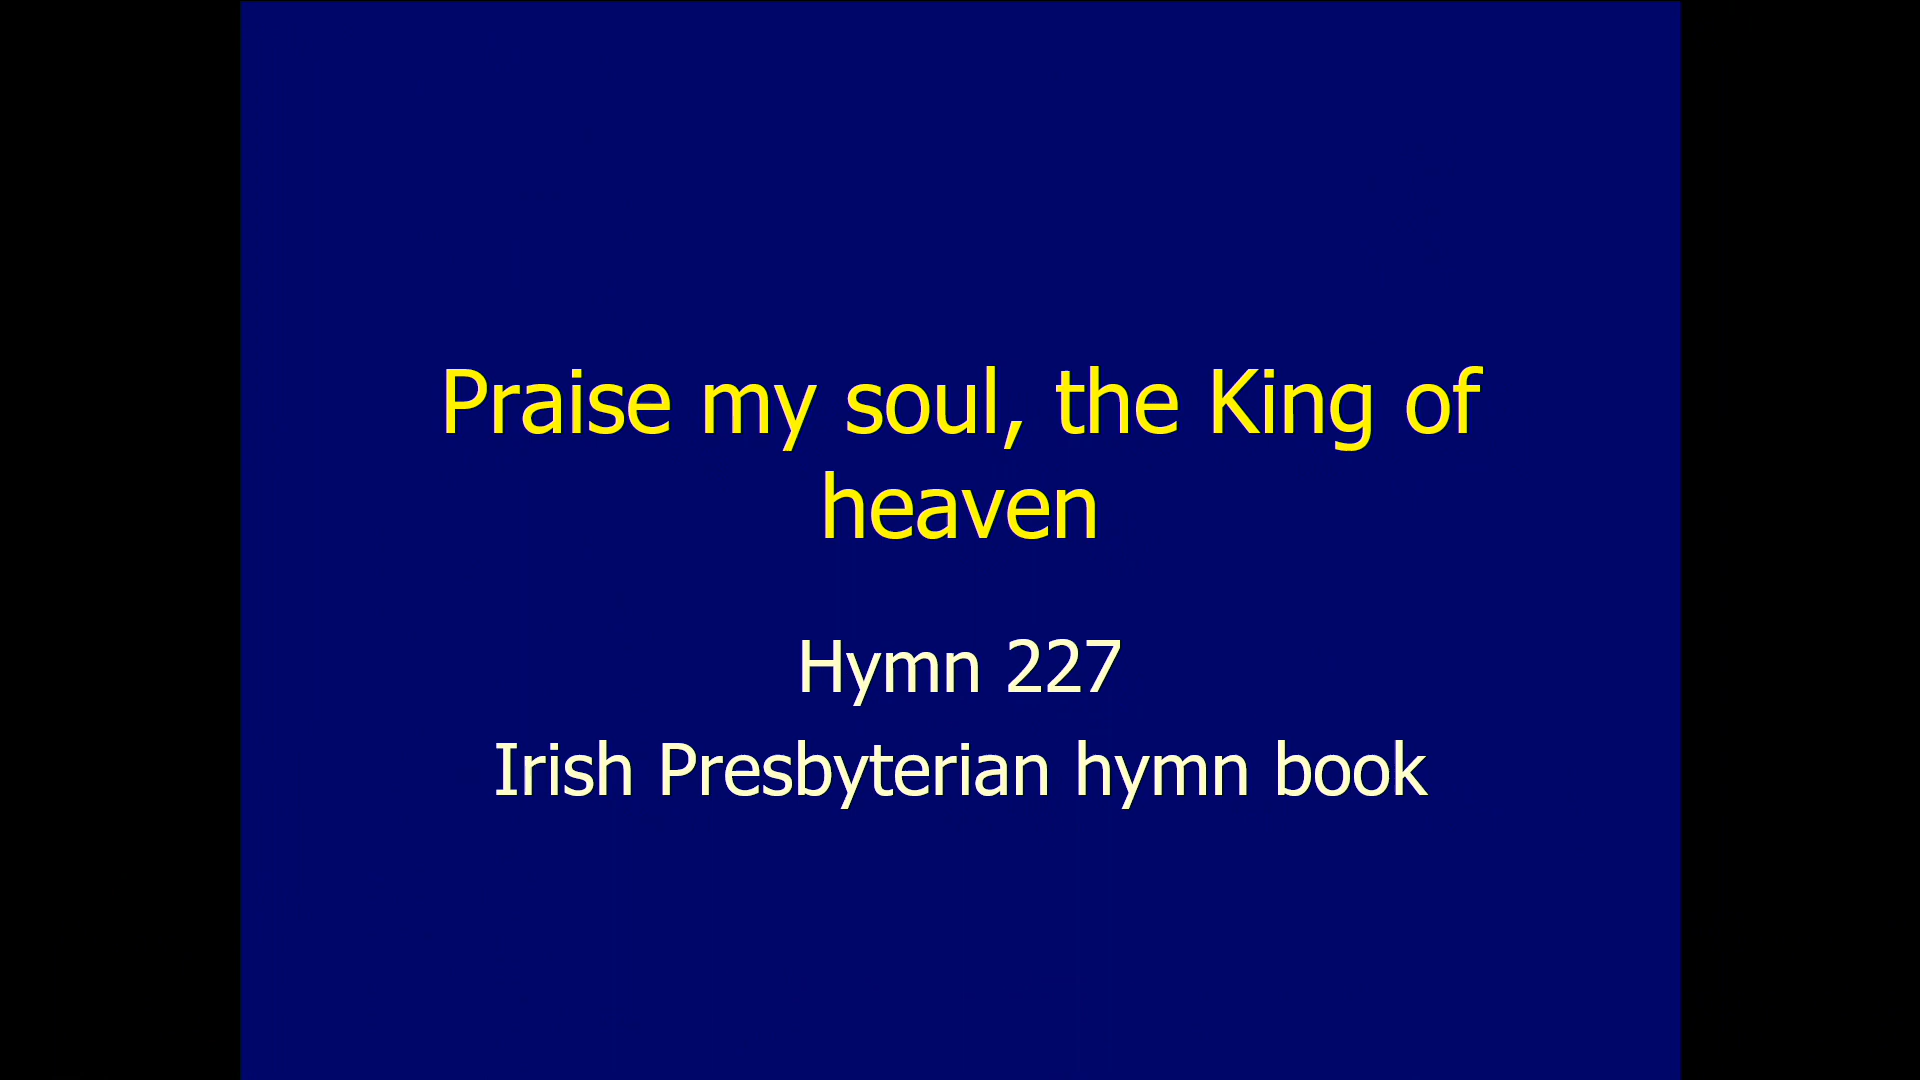 Praise my soul, the King of
heaven
Hymn 227
Irish Presbyterian hymn book